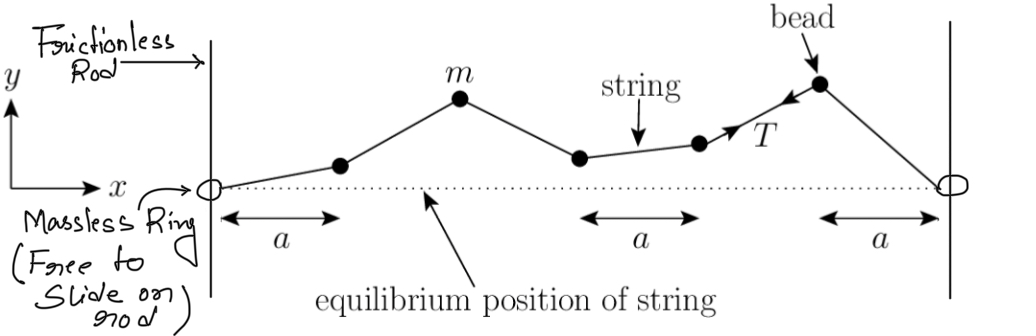 Frictionless
Rod
bead
y
m
string
T
x
Massless Ring
(Free to
Slide on
rod)
a
a
a
equilibrium position of string